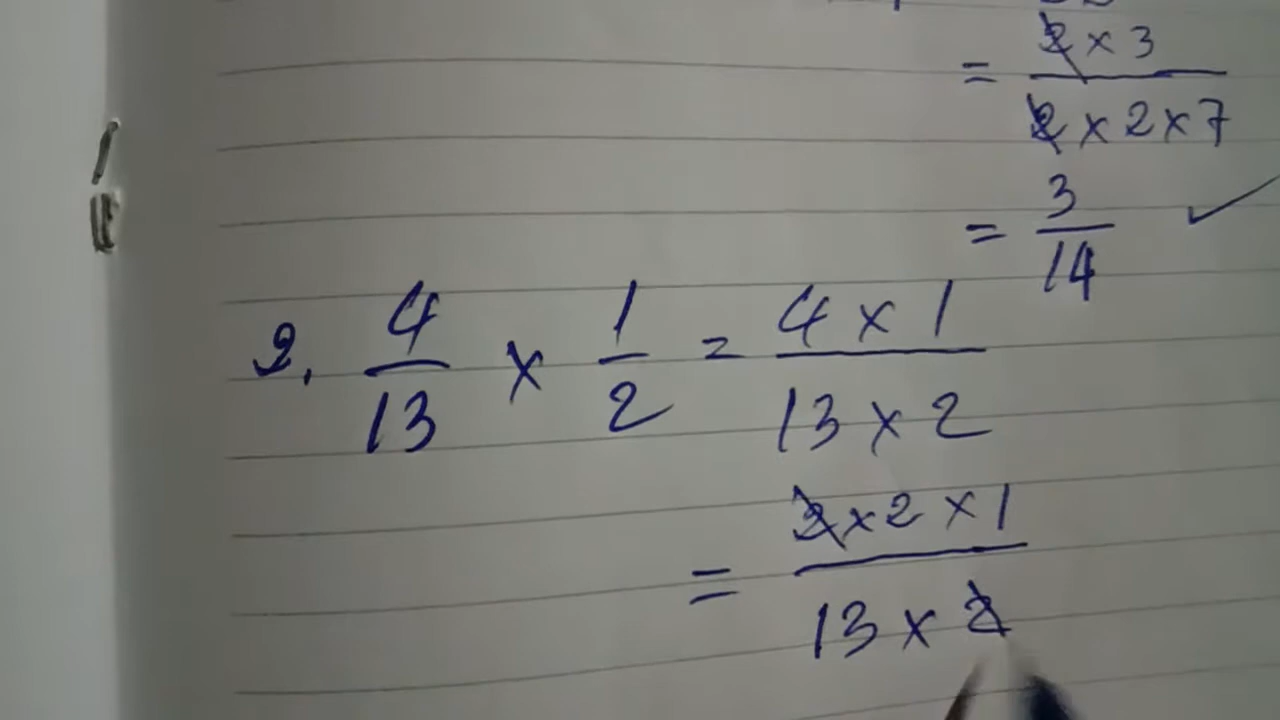 = 2 × 3 / 2 × 2 × 7
= 3 / 14 ✓
2. 4/13 × 1/2 = 4 × 1 / 13 × 2
= 2 × 2 × 1 / 13 × 2